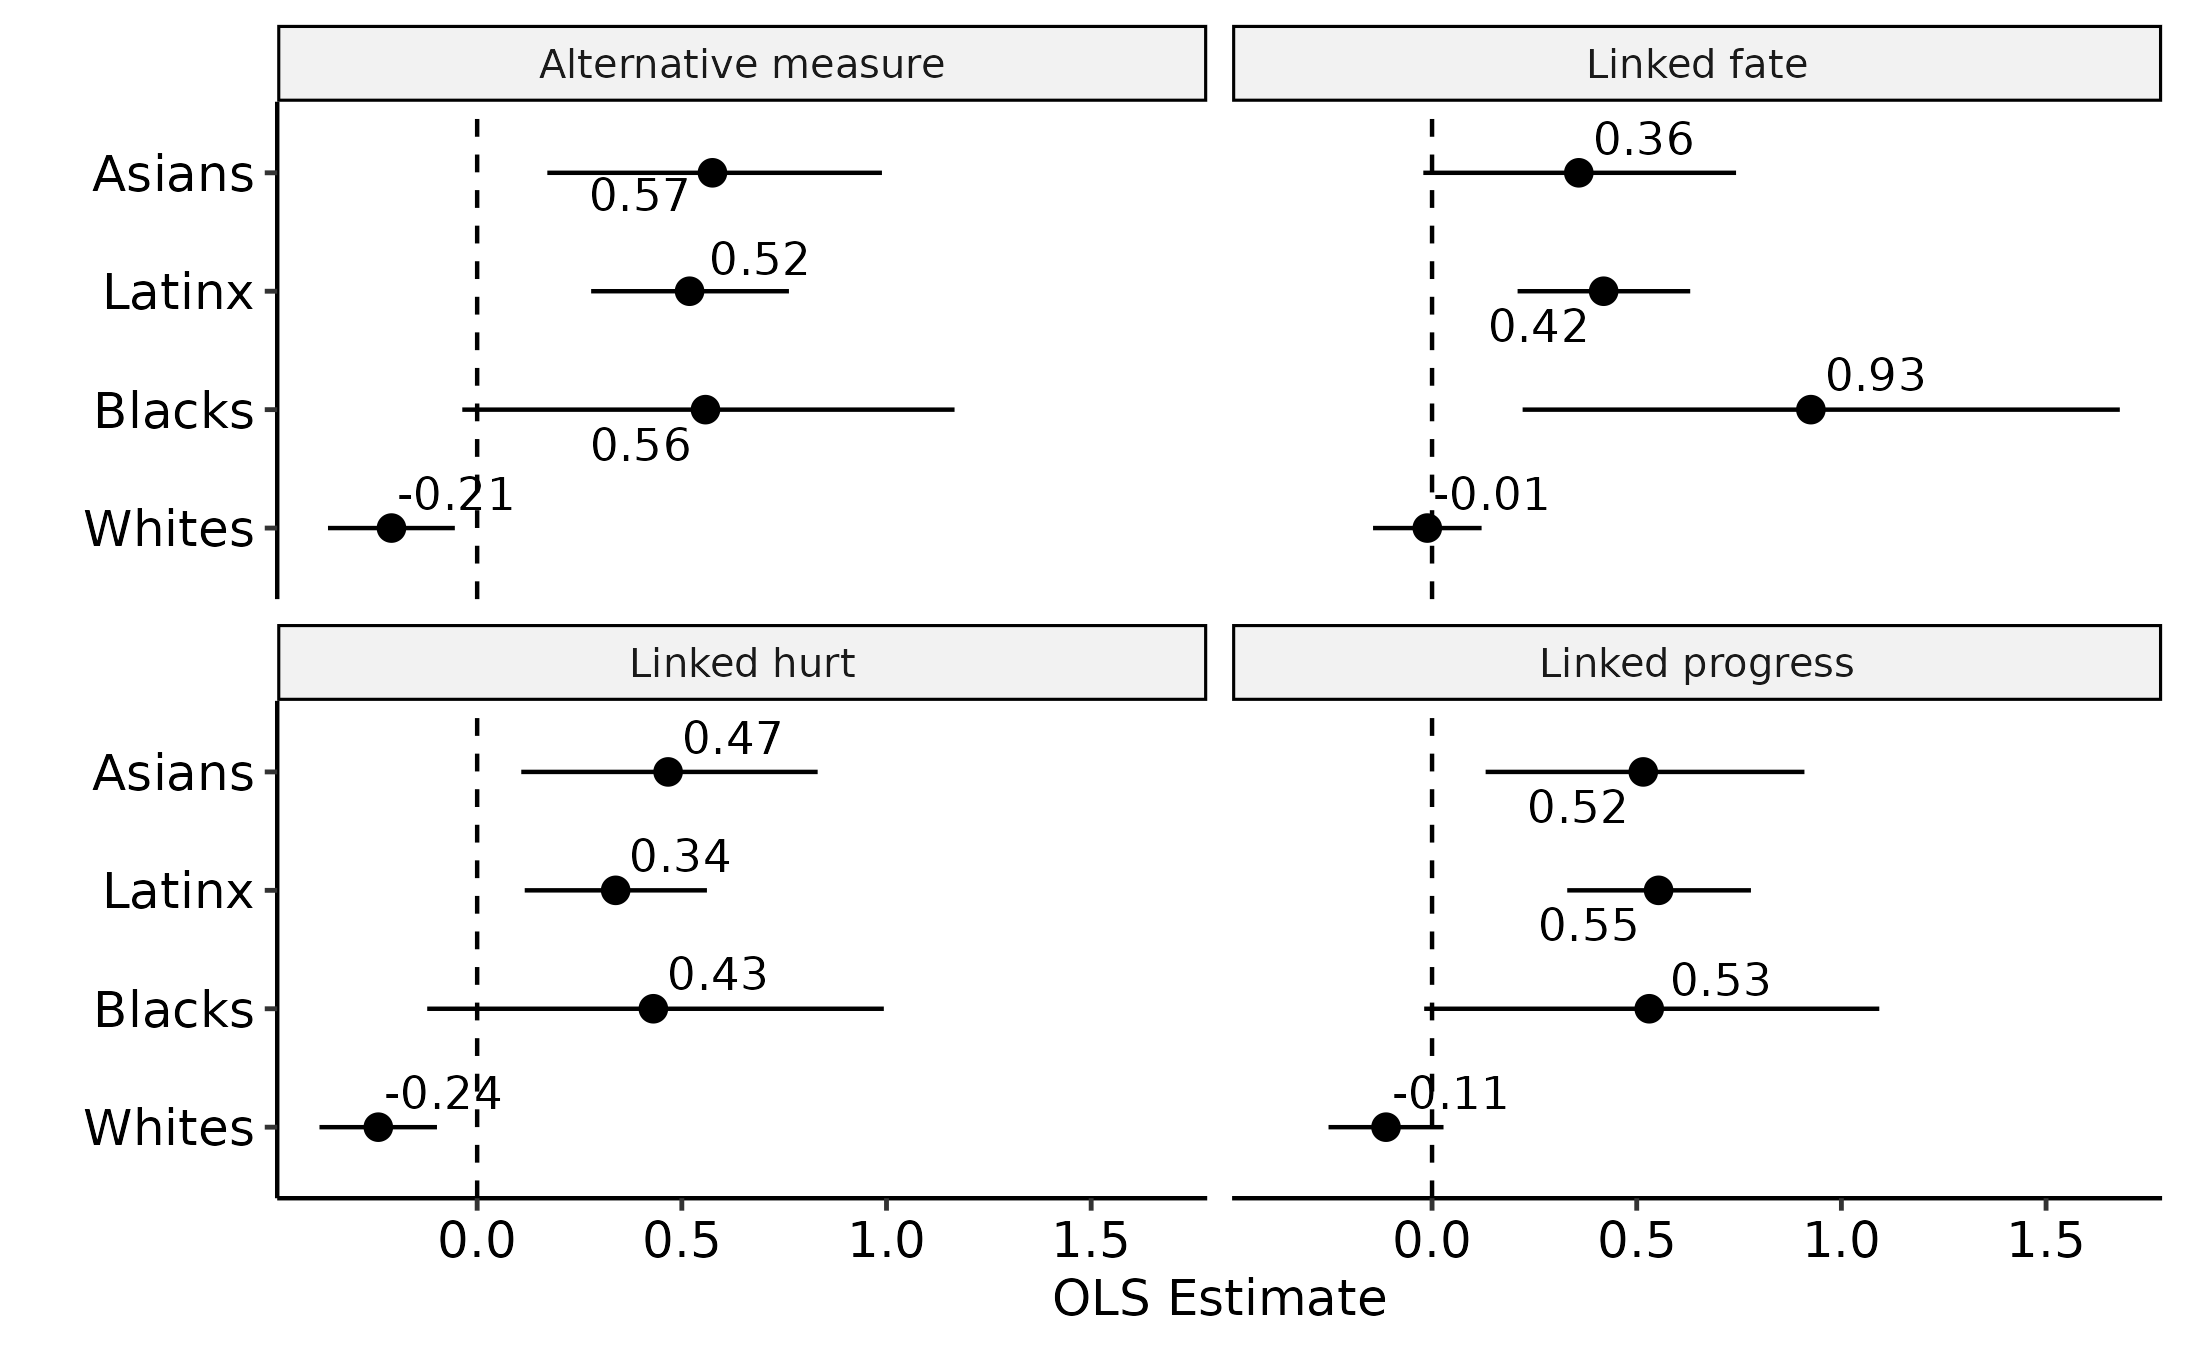 Alternative measure
Linked fate
Asians
0.57
0.36
Latinx
0.52
0.42
Blacks
0.56
0.93
Whites
-0.21
-0.01
Linked hurt
Linked progress
Asians
0.47
0.52
Latinx
0.34
0.55
Blacks
0.43
0.53
Whites
-0.24
-0.11
0.0 0.5 1.0 1.5
0.0 0.5 1.0 1.5
OLS Estimate